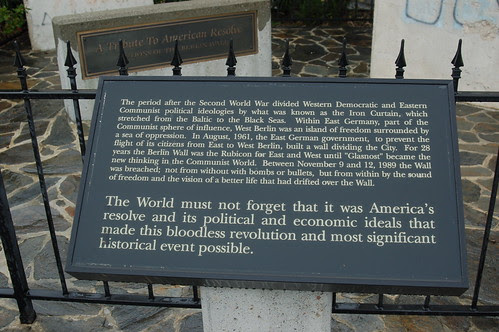 A Tribute To American Resolve
The period after the Second World War divided Western Democratic and Eastern
Communist political ideologies by what was known as the Iron Curtain, which
stretched from the Baltic to the Black Seas. Within East Germany, part of the
Communist sphere of influence, West Berlin was an island of freedom surrounded by
a sea of oppression. In August, 1961, the East German government, to prevent the
flight of its citizens from East to West Berlin, built a wall dividing the City. For 28
years the Berlin Wall was the Rubicon for East and West until "Glasnost" became the
new thinking in the Communist World. Between November 9 and 12, 1989 the Wall
was breached; not from without with bombs or bullets, but from within by the sound
of freedom and the vision of a better life that had drifted over the Wall.
The World must not forget that it was America's
resolve and its political and economic ideals that
made this bloodless revolution and most significant
historical event possible.